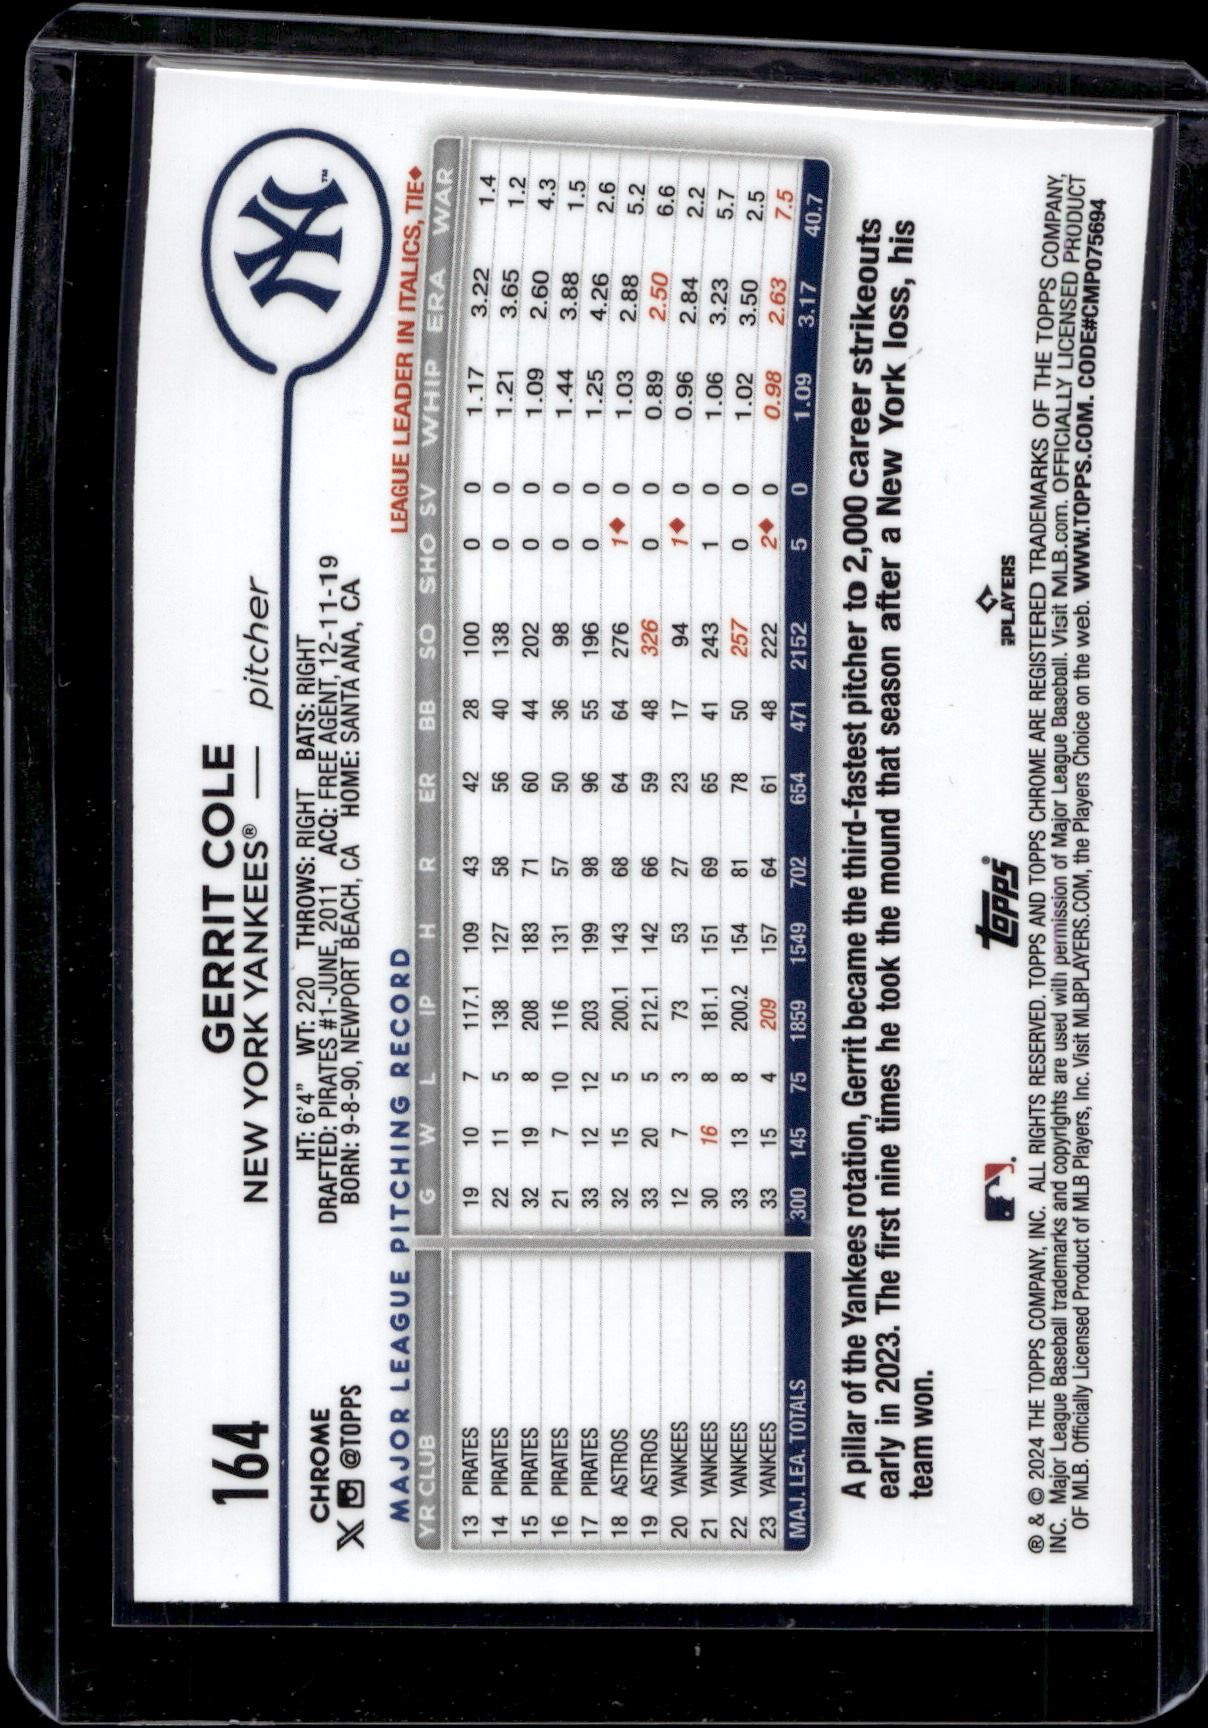 164
GERRIT COLE
NEW YORK YANKEES® — pitcher
™
CHROME
X @TOPPS
HT: 6'4" WT: 220 THROWS: RIGHT BATS: RIGHT
DRAFTED: PIRATES #1-JUNE, 2011 ACQ: FREE AGENT, 12-11-19
BORN: 9-8-90, NEWPORT BEACH, CA HOME: SANTA ANA, CA
MAJOR LEAGUE PITCHING RECORD
LEAGUE LEADER IN ITALICS, TIE◆
YR CLUB G W L IP H R ER BB SO SHO SV WHIP ERA WAR
13 PIRATES 19 10 7 117.1 109 43 42 28 100 0 0 1.17 3.22 1.4
14 PIRATES 22 11 5 138 127 58 56 40 138 0 0 1.21 3.65 1.2
15 PIRATES 32 19 8 208 183 71 60 44 202 0 0 1.09 2.60 4.3
16 PIRATES 21 7 10 116 131 57 50 36 98 0 0 1.44 3.88 1.5
17 PIRATES 33 12 12 203 199 98 96 55 196 0 0 1.25 4.26 2.6
18 ASTROS 32 15 5 200.1 143 68 64 64 276 1◆ 0 1.03 2.88 5.2
19 ASTROS 33 20 5 212.1 142 66 59 48 326 0 0 0.89 2.50 6.6
20 YANKEES 12 7 3 73 53 27 23 17 94 1◆ 0 0.96 2.84 2.2
21 YANKEES 30 16 8 181.1 151 69 65 41 243 1 0 1.06 3.23 5.7
22 YANKEES 33 13 8 200.2 154 81 78 50 257 0 0 1.02 3.50 2.5
23 YANKEES 33 15 4 209 157 64 61 48 222 2◆ 0 0.98 2.63 7.5
MAJ. LEA. TOTALS 300 145 75 1859 1549 702 654 471 2152 5 0 1.09 3.17 40.7
A pillar of the Yankees rotation, Gerrit became the third-fastest pitcher to 2,000 career strikeouts
early in 2023. The first nine times he took the mound that season after a New York loss, his
team won.
topps®
PLAYERS
® & © 2024 THE TOPPS COMPANY, INC. ALL RIGHTS RESERVED. TOPPS AND TOPPS CHROME ARE REGISTERED TRADEMARKS OF THE TOPPS COMPANY,
INC. Major League Baseball trademarks and copyrights are used with permission of Major League Baseball. Visit MLB.com. OFFICIALLY LICENSED PRODUCT
OF MLB. Officially Licensed Product of MLB Players, Inc. Visit MLBPLAYERS.COM, the Players Choice on the web. WWW.TOPPS.COM. CODE#CMP075694